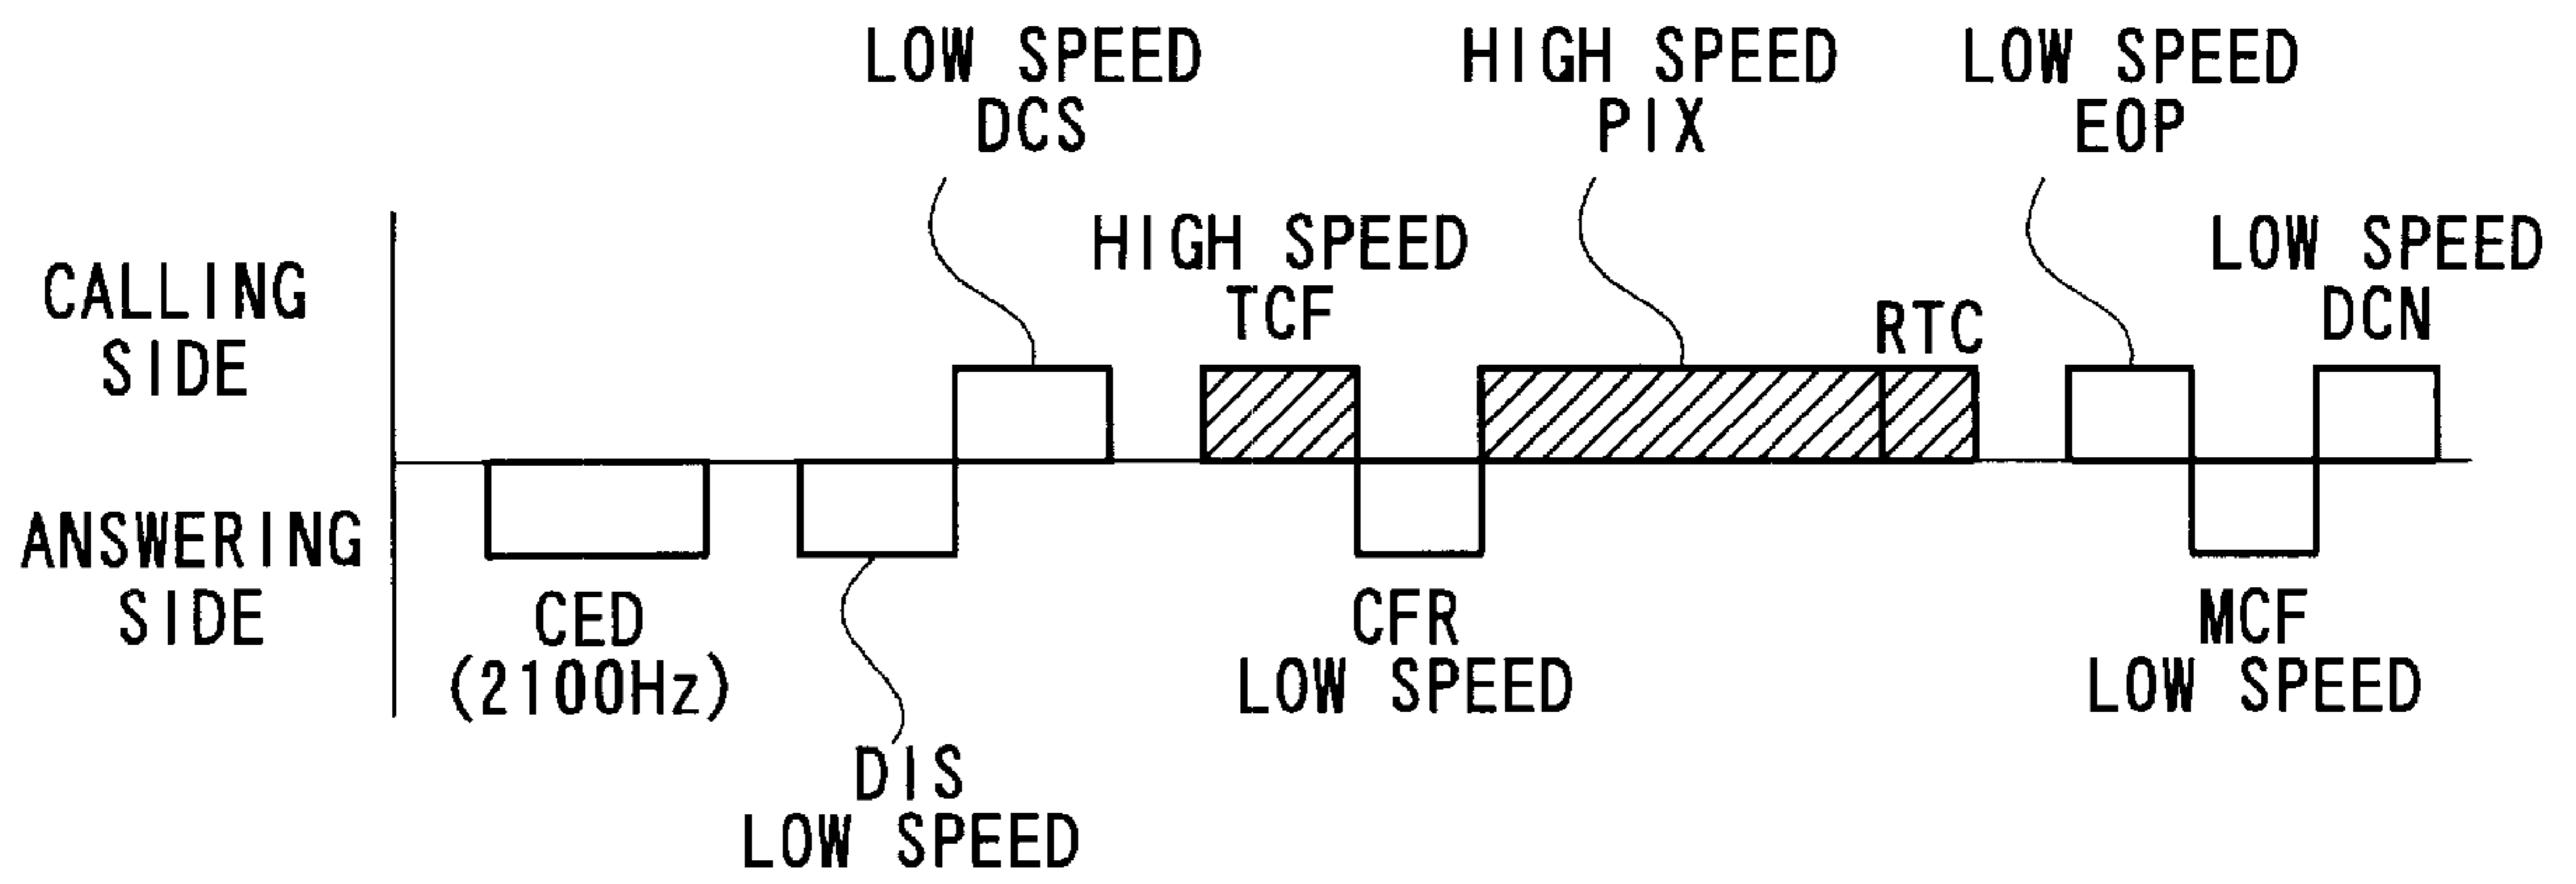 LOW SPEED
DCS
HIGH SPEED
PIX
LOW SPEED
EOP
HIGH SPEED
TCF
RTC
LOW SPEED
DCN
CALLING
SIDE
ANSWERING
SIDE
CED
(2100Hz)
DIS
LOW SPEED
CFR
LOW SPEED
MCF
LOW SPEED